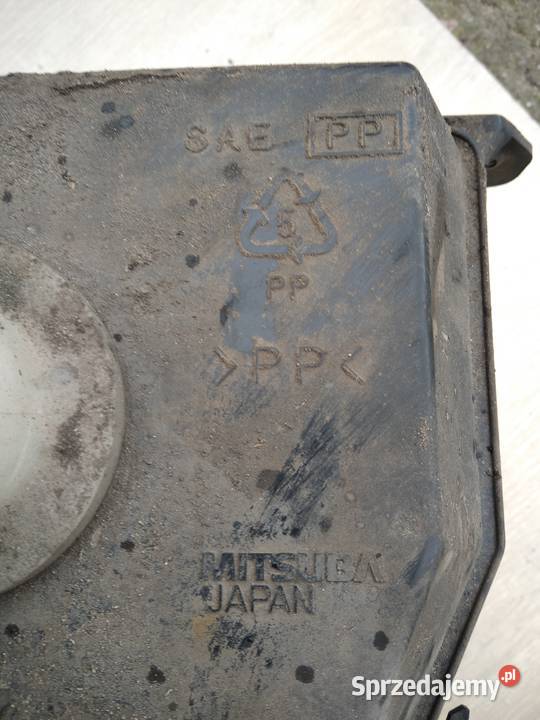 SAE PP
5
PP
>PP<
MITSUBA
JAPAN
Sprzedajemy.pl